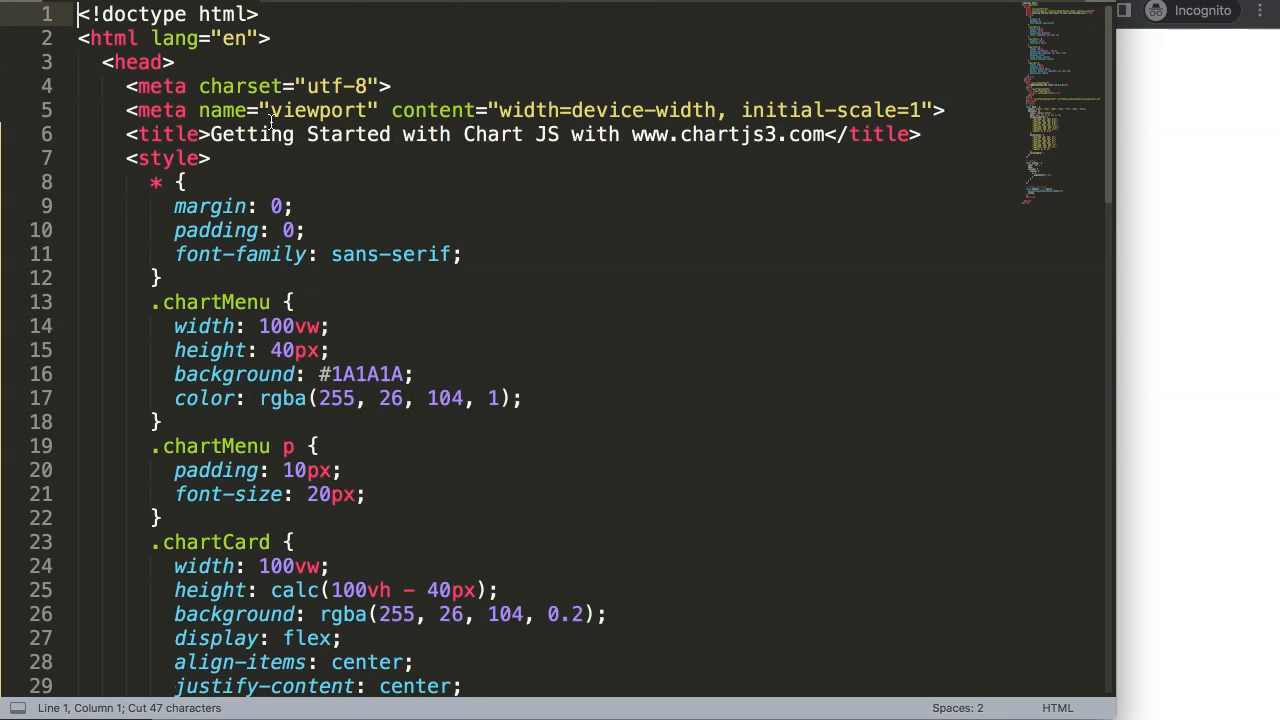 Incognito
1 <!doctype html>
2 <html lang="en">
3 <head>
4 <meta charset="utf-8">
5 <meta name="viewport" content="width=device-width, initial-scale=1">
6 <title>Getting Started with Chart JS with www.chartjs3.com</title>
7 <style>
8 * {
9 margin: 0;
10 padding: 0;
11 font-family: sans-serif;
12 }
13 .chartMenu {
14 width: 100vw;
15 height: 40px;
16 background: #1A1A1A;
17 color: rgba(255, 26, 104, 1);
18 }
19 .chartMenu p {
20 padding: 10px;
21 font-size: 20px;
22 }
23 .chartCard {
24 width: 100vw;
25 height: calc(100vh - 40px);
26 background: rgba(255, 26, 104, 0.2);
27 display: flex;
28 align-items: center;
29 justify-content: center;
Line 1, Column 1; Cut 47 characters Spaces: 2 HTML